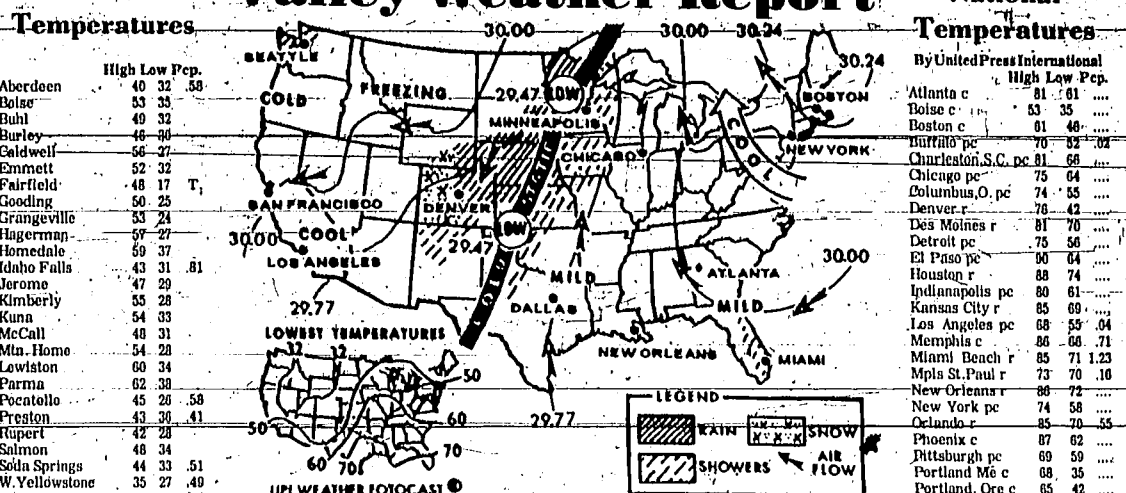 Valley Weather Report
Temperatures
High Low Pcp.
Aberdeen 40 32 .58
Boise 53 35
Buhl 49 32
Burley 46 30
Caldwell 56 27
Emmett 52 32
Fairfield 48 17 T
Gooding 50 25
Grangeville 53 24
Hagerman 57 27
Homedale 59 37
Idaho Falls 43 31 .81
Jerome 47 29
Kimberly 55 28
Kuna 54 33
McCall 48 31
Mtn. Home 54 28
Lewiston 60 34
Parma 62 38
Pocatello 45 26 .58
Preston 43 36 .41
Rupert 42 28
Salmon 48 34
Soda Springs 44 33 .51
W. Yellowstone 35 27 .49
30.00 30.00 30.24
SEATTLE
30.24
COLD FREEZING 29.47 LOW BOSTON
MINNEAPOLIS
COOL
NEW YORK
CHICAGO
DENVER
SAN FRANCISCO
LOW
30.00 COOL 29.47
LOS ANGELES
COLD
MILD ATLANTA 30.00
29.77 DALLAS MILD
NEW ORLEANS MIAMI
29.77
LOWEST TEMPERATURES
32 32
50
60
50
60 70 70
UPI WEATHER FOTOCAST
LEGEND
RAIN SNOW
SHOWERS AIR FLOW
National
Temperatures
By United Press International
High Low Pcp.
Atlanta c 81 61 ....
Boise c 53 35 ....
Boston c 61 46 ....
Buffalo pc 70 52 .02
Charleston, S.C. pc 81 66 ....
Chicago pc 75 64 ....
Columbus, O. pc 74 55 ....
Denver r 76 42 ....
Des Moines r 81 70 ....
Detroit pc 75 56 ....
El Paso pc 90 64 ....
Houston r 88 74 ....
Indianapolis pc 80 61 ....
Kansas City r 85 69 ....
Los Angeles pc 68 55 .04
Memphis c 86 68 .71
Miami Beach r 85 71 1.23
Mpls St. Paul r 73 70 .10
New Orleans r 86 72 ....
New York pc 74 58 ....
Orlando r 85 70 .55
Phoenix c 87 62 ....
Pittsburgh pc 69 59 ....
Portland Me c 68 35 ....
Portland, Ore c 65 42 ....